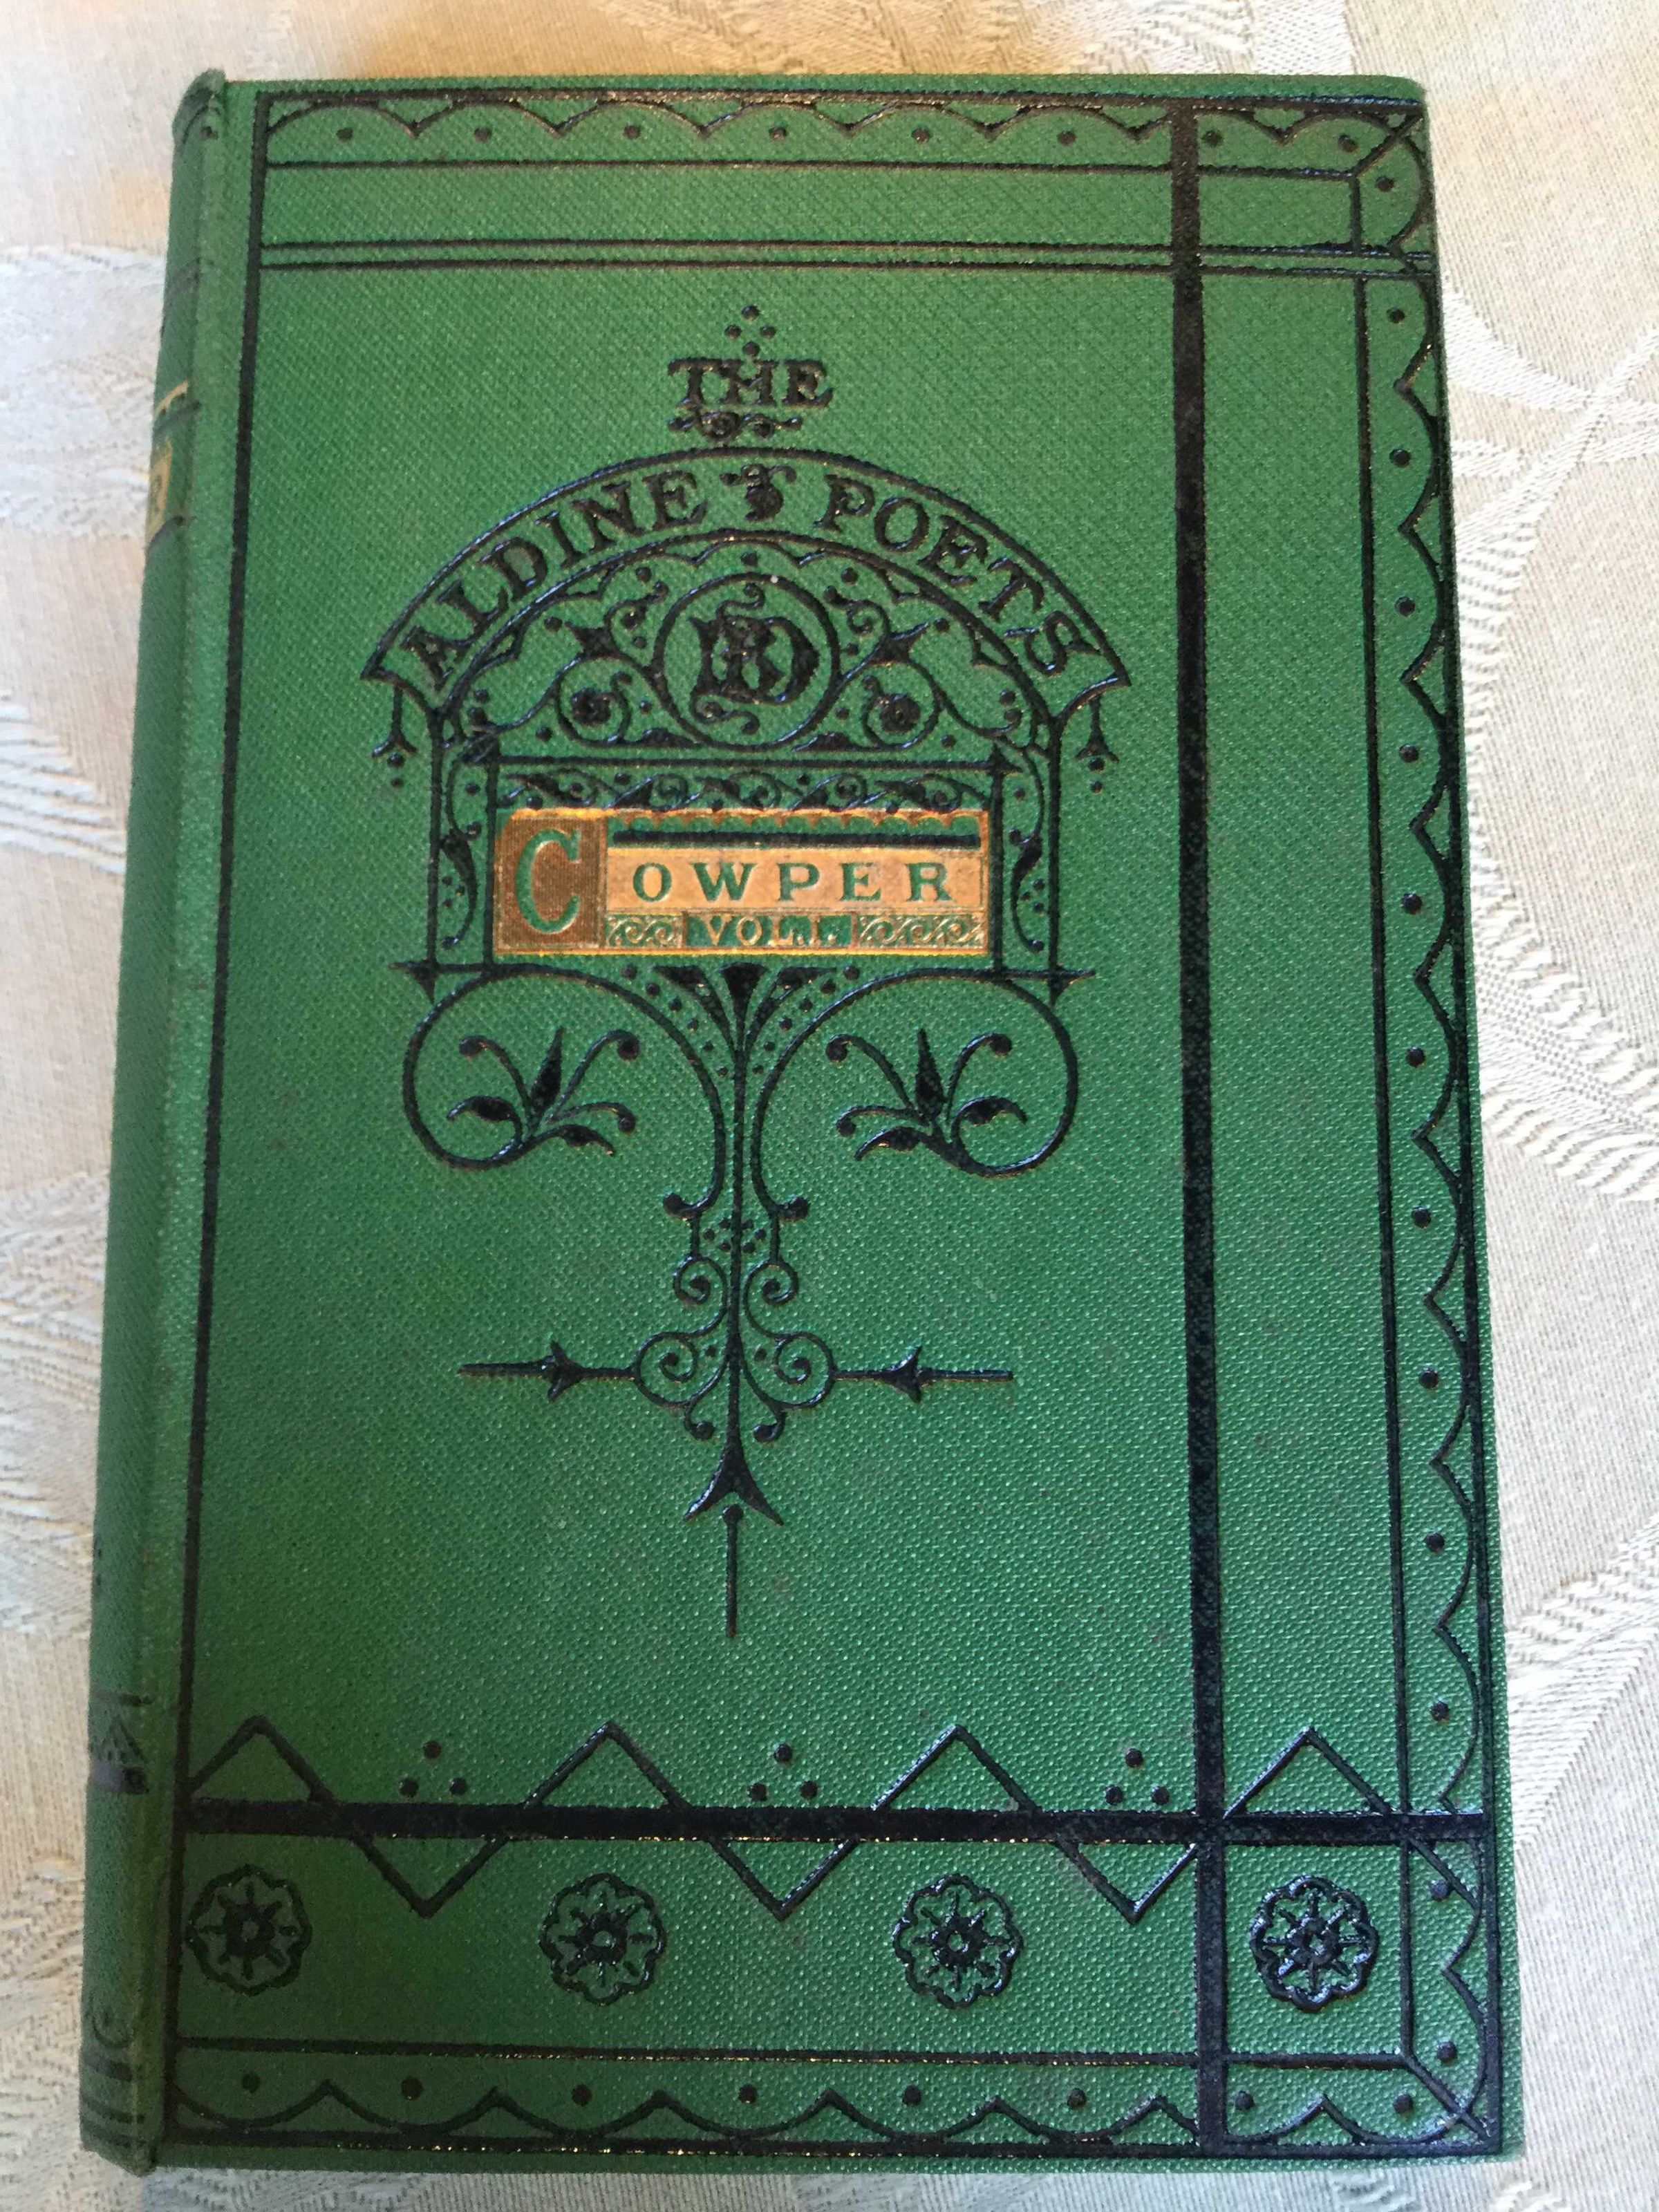 THE
ALDINE POETS
COWPER
VOL. I.